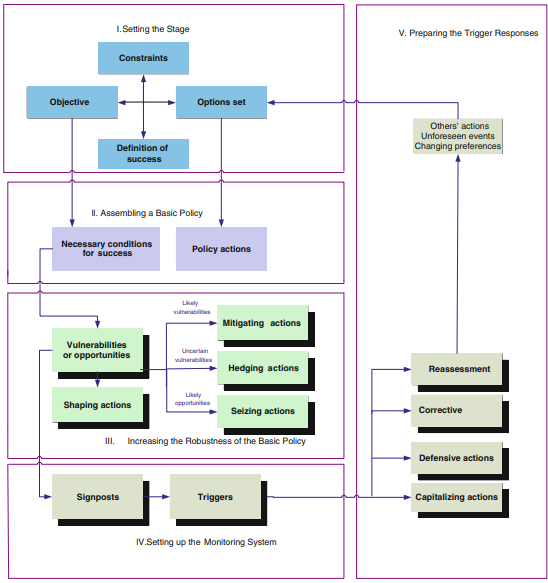 I.Setting the Stage
Constraints
Objective
Options set
Definition of
success
II. Assembling a Basic Policy
Necessary conditions
for success
Policy actions
Likely
vulnerabilities
Mitigating actions
Vulnerabilities
or opportunities
Uncertain
vulnerabilities
Hedging actions
Shaping actions
Likely
opportunities
Seizing actions
III. Increasing the Robustness of the Basic Policy
Signposts
Triggers
IV.Setting up the Monitoring System
V. Preparing the Trigger Responses
Others' actions
Unforeseen events
Changing preferences
Reassessment
Corrective
Defensive actions
Capitalizing actions